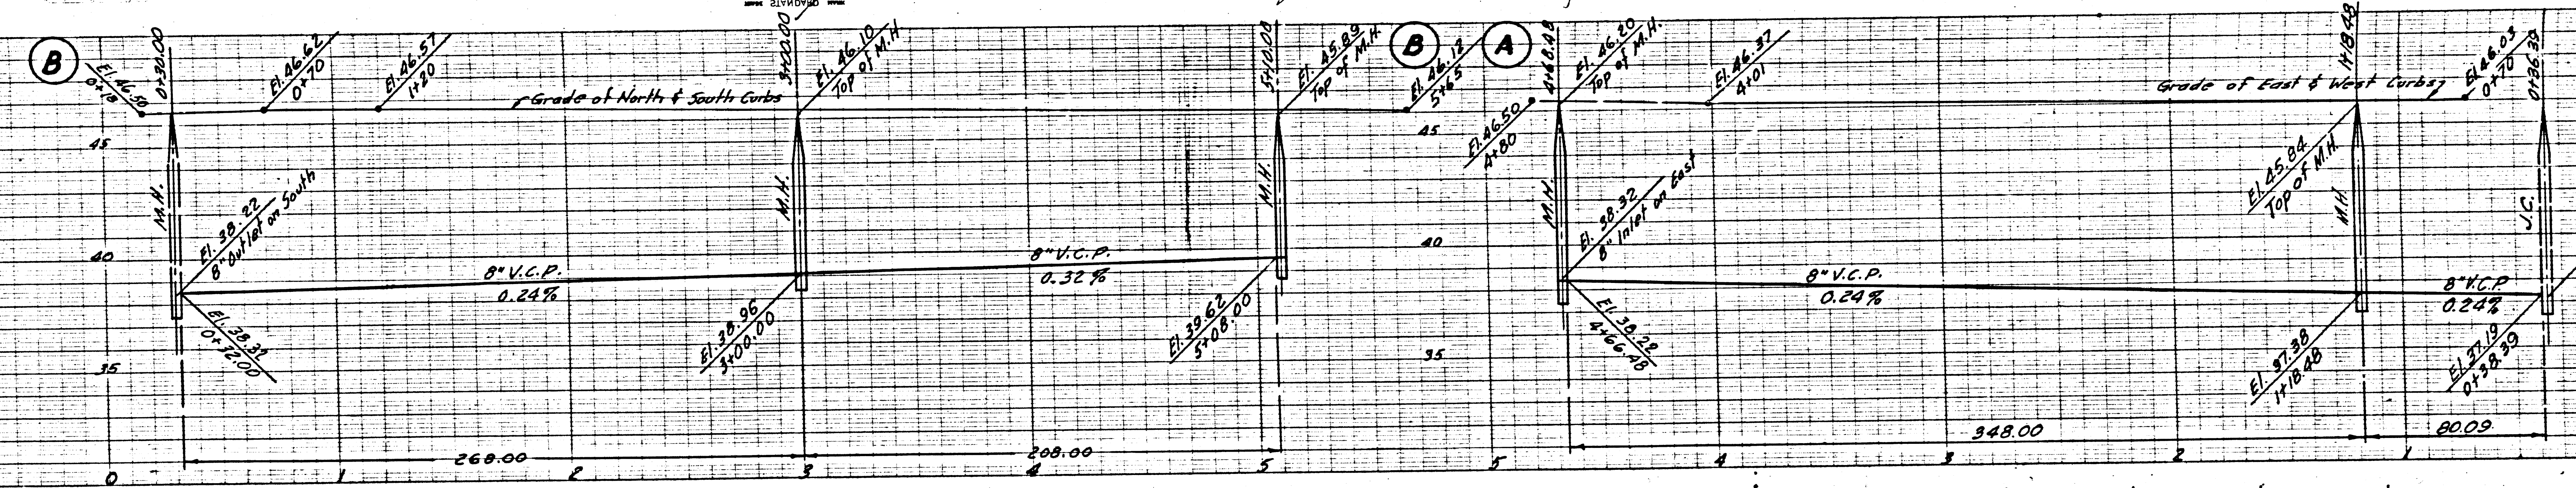 STANDARD
B
El. 46.50
0+18
0+30.00
El. 46.62
0+70
El. 46.57
1+20
Grade of North & South Curbs
3+00.00
El. 46.10
Top of M.H.
5+10.00
El. 45.89
Top of M.H.
El. 46.12
5+65
B
A
El. 46.50
4+80
4+68.48
El. 46.20
Top of M.H.
El. 46.37
4+01
Grade of East & West Curbs
1+18.48
El. 46.03
0+70
0+36.39
45
40
35
M.H.
El. 38.22
8" Outlet on South
El. 38.32
0+32.00
8" V.C.P.
0.24%
M.H.
El. 38.96
3+00.00
8" V.C.P.
0.32%
M.H.
El. 39.62
5+08.00
45
40
35
M.H.
El. 38.32
8" Inlet on East
El. 38.22
4+66.48
8" V.C.P.
0.24%
El. 45.84
Top of M.H.
M.H.
El. 37.38
1+18.48
8" V.C.P.
0.24%
J.C.
El. 37.19
0+38.39
268.00
208.00
348.00
80.09
0
1
2
3
4
5
5
4
3
2
1